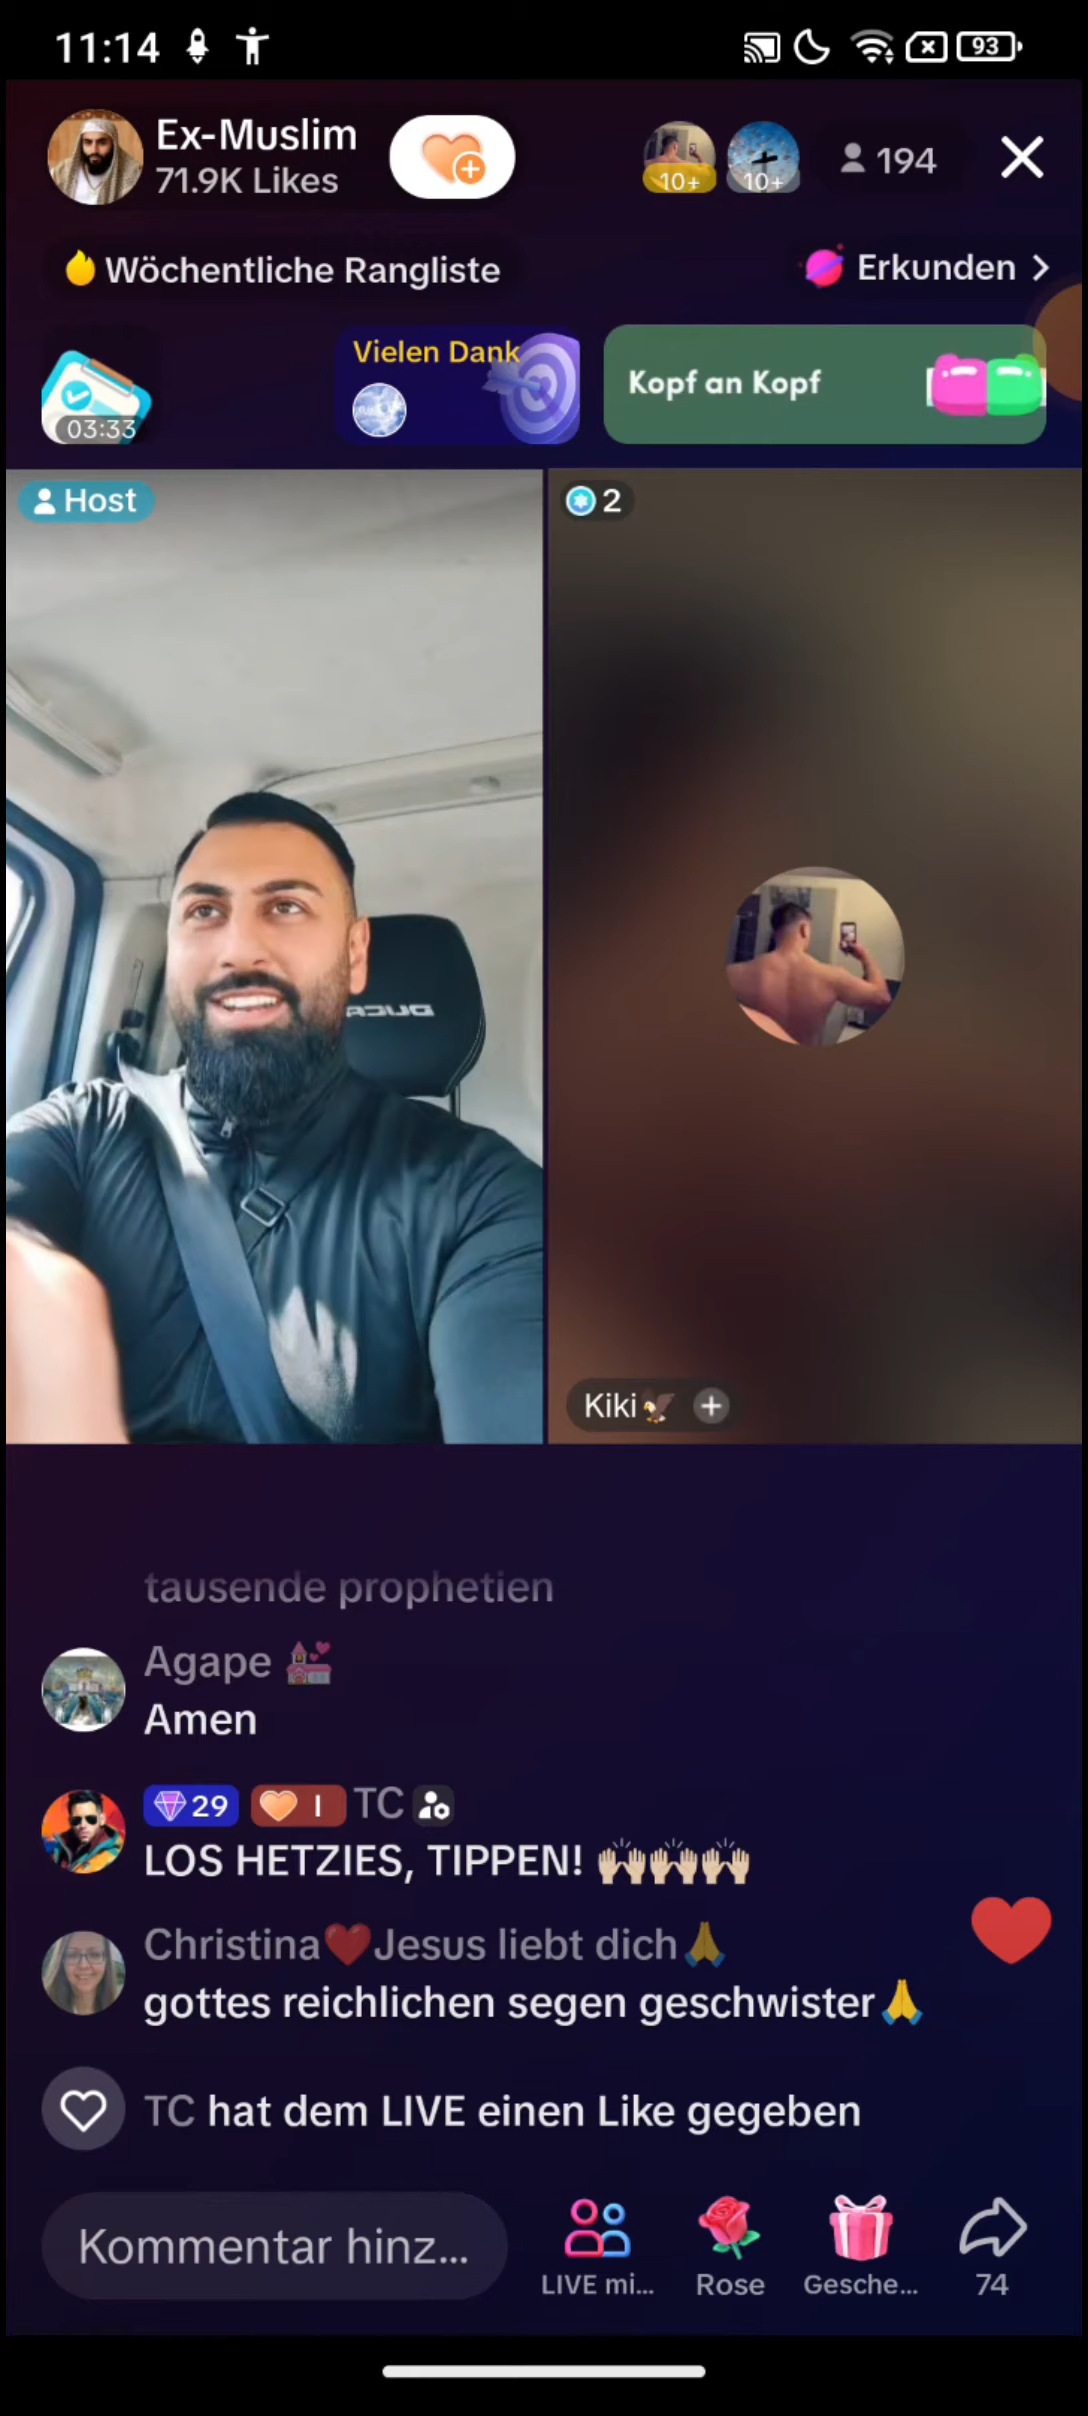 11:14
93
Ex-Muslim
71.9K Likes
10+
10+
194
Wöchentliche Rangliste
Erkunden >
03:33
Vielen Dank
Kopf an Kopf
Host
2
DUCA
Kiki🦅 +
tausende prophetien
Agape 💒
Amen
29 I TC
LOS HETZIES, TIPPEN! 🙌🏼🙌🏼🙌🏼
Christina❤️Jesus liebt dich🙏
gottes reichlichen segen geschwister🙏
TC hat dem LIVE einen Like gegeben
Kommentar hinz...
LIVE mi...
Rose
Gesche...
74